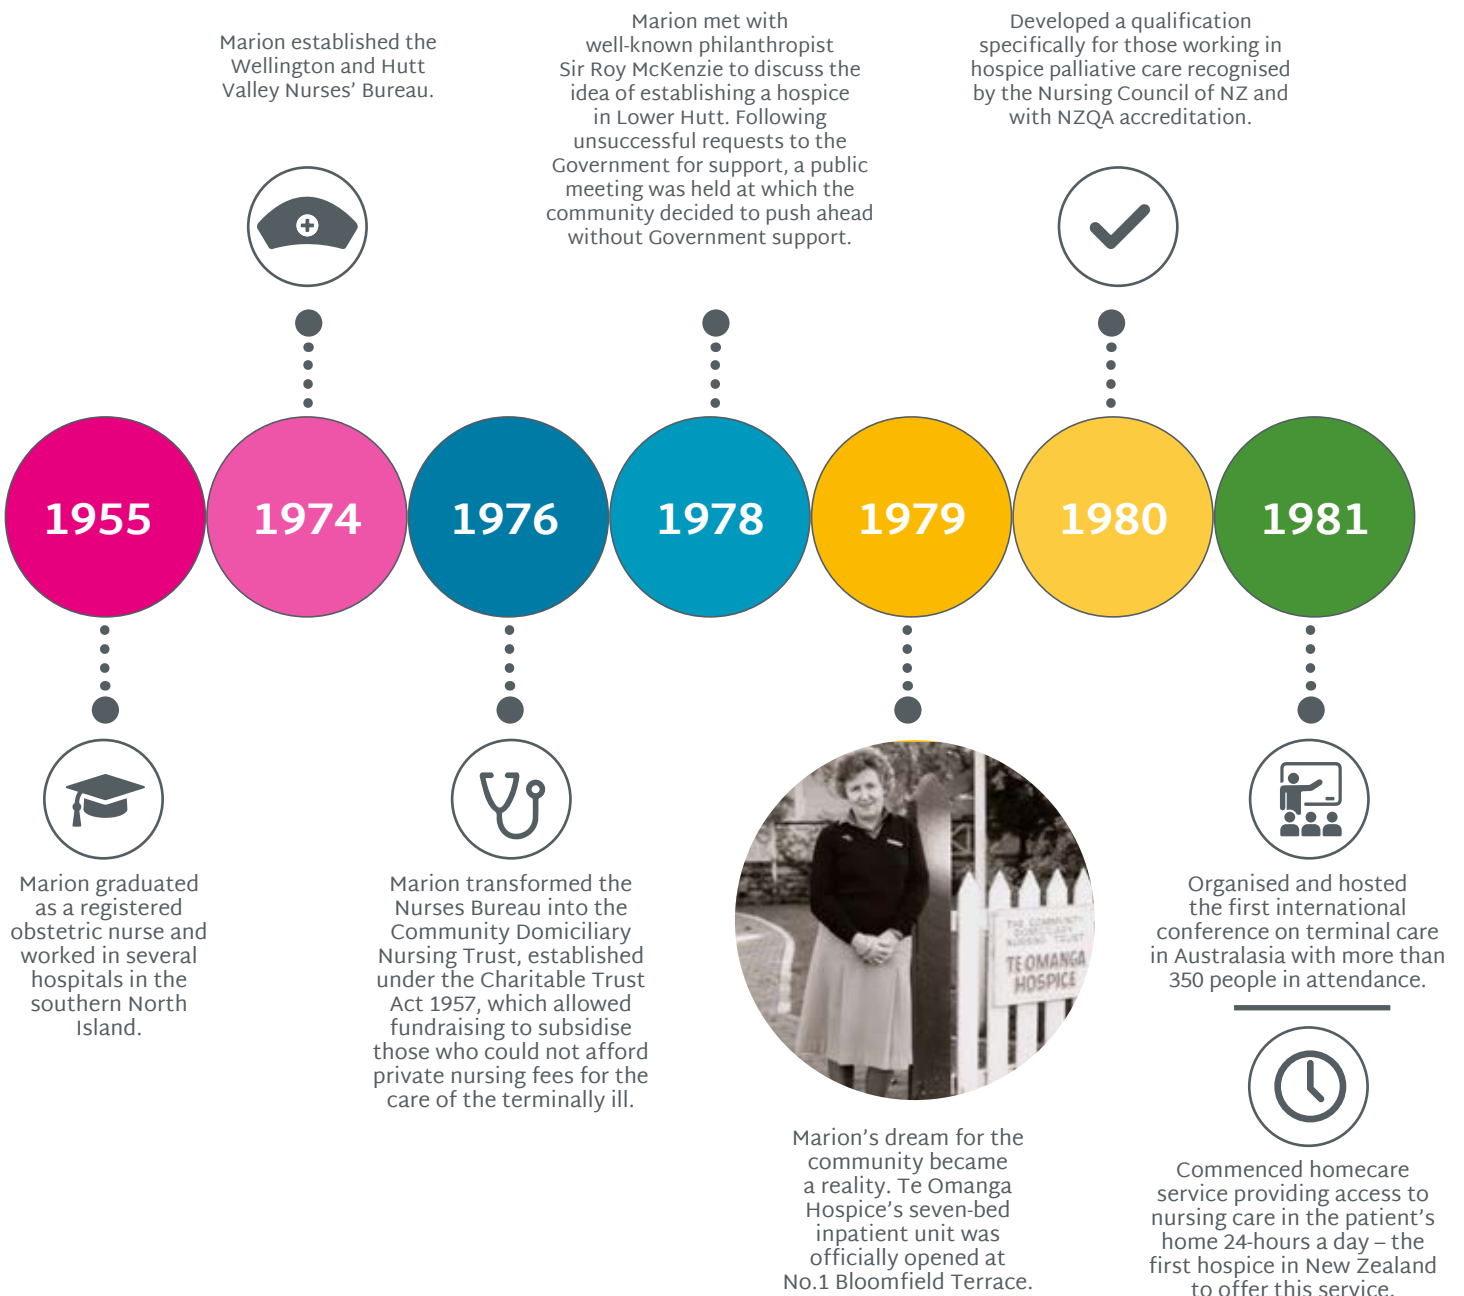 Marion established the
Wellington and Hutt
Valley Nurses’ Bureau.
Marion met with
well-known philanthropist
Sir Roy McKenzie to discuss the
idea of establishing a hospice
in Lower Hutt. Following
unsuccessful requests to the
Government for support, a public
meeting was held at which the
community decided to push ahead
without Government support.
Developed a qualification
specifically for those working in
hospice palliative care recognised
by the Nursing Council of NZ and
with NZQA accreditation.
1955
1974
1976
1978
1979
1980
1981
Marion graduated
as a registered
obstetric nurse and
worked in several
hospitals in the
southern North
Island.
Marion transformed the
Nurses Bureau into the
Community Domiciliary
Nursing Trust, established
under the Charitable Trust
Act 1957, which allowed
fundraising to subsidise
those who could not afford
private nursing fees for the
care of the terminally ill.
THE COMMUNITY
DOMICILIARY
NURSING TRUST
TE OMANGA
HOSPICE
Marion’s dream for the
community became
a reality. Te Omanga
Hospice’s seven-bed
inpatient unit was
officially opened at
No.1 Bloomfield Terrace.
Organised and hosted
the first international
conference on terminal care
in Australasia with more than
350 people in attendance.
Commenced homecare
service providing access to
nursing care in the patient’s
home 24-hours a day – the
first hospice in New Zealand
to offer this service.